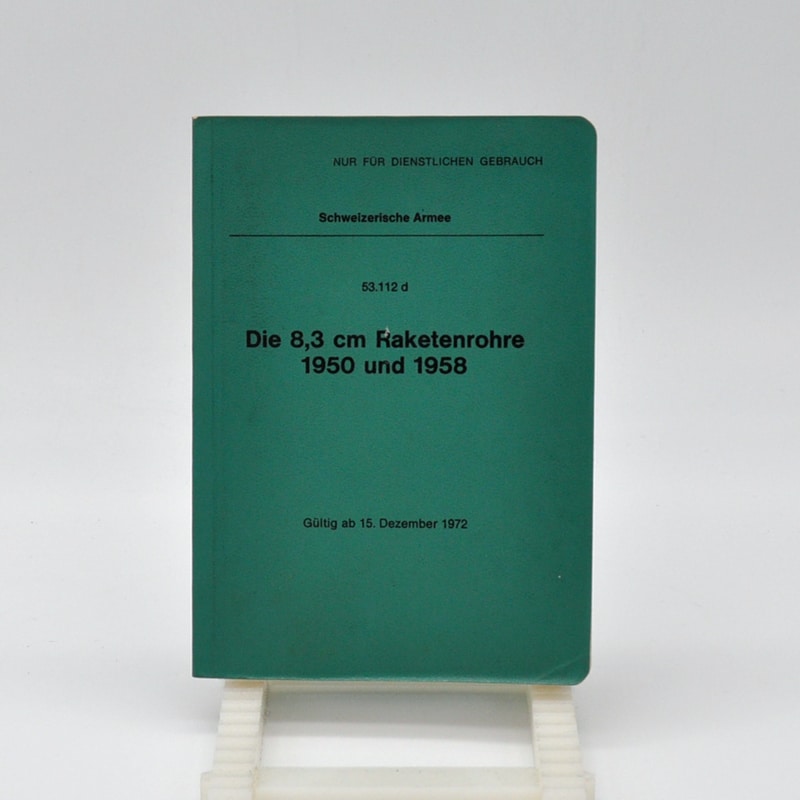 NUR FÜR DIENSTLICHEN GEBRAUCH
Schweizerische Armee
53.112 d
Die 8,3 cm Raketenrohre
1950 und 1958
Gültig ab 15. Dezember 1972